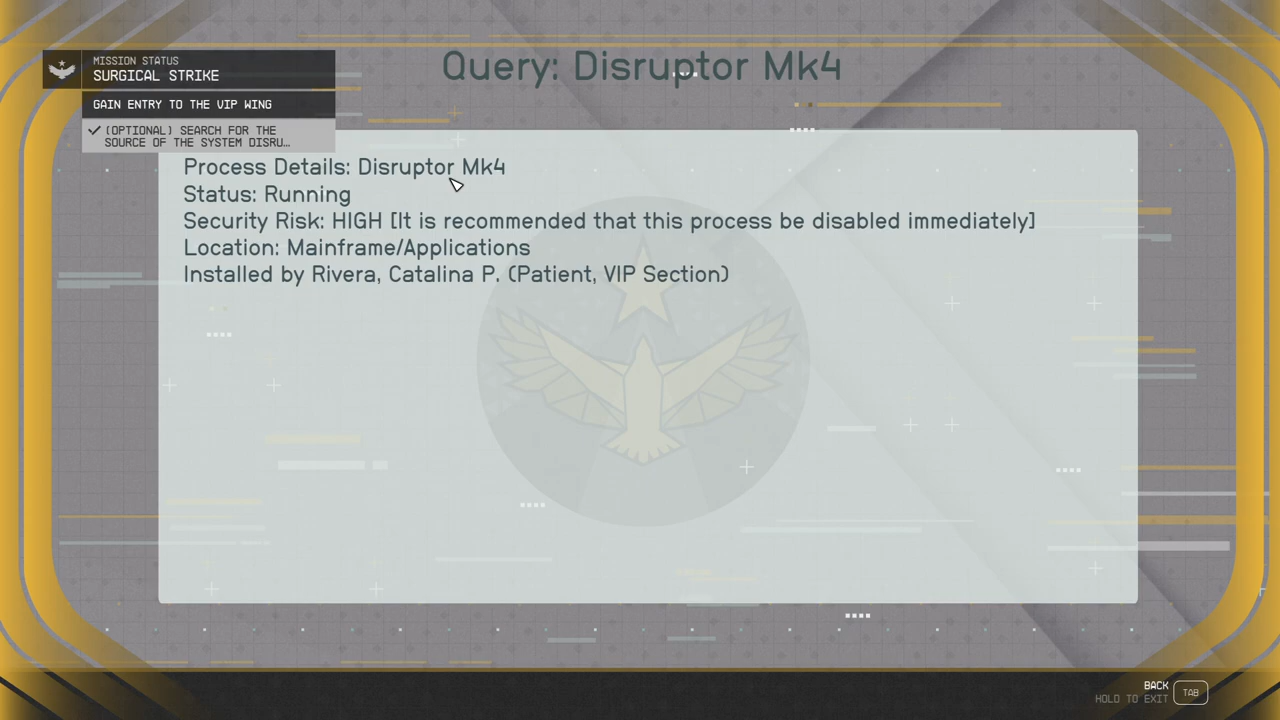 MISSION STATUS
SURGICAL STRIKE
GAIN ENTRY TO THE VIP WING
(OPTIONAL) SEARCH FOR THE
SOURCE OF THE SYSTEM DISRU...
Query: Disruptor Mk4
Process Details: Disruptor Mk4
Status: Running
Security Risk: HIGH [It is recommended that this process be disabled immediately]
Location: Mainframe/Applications
Installed by Rivera, Catalina P. (Patient, VIP Section)
BACK
HOLD TO EXIT
TAB